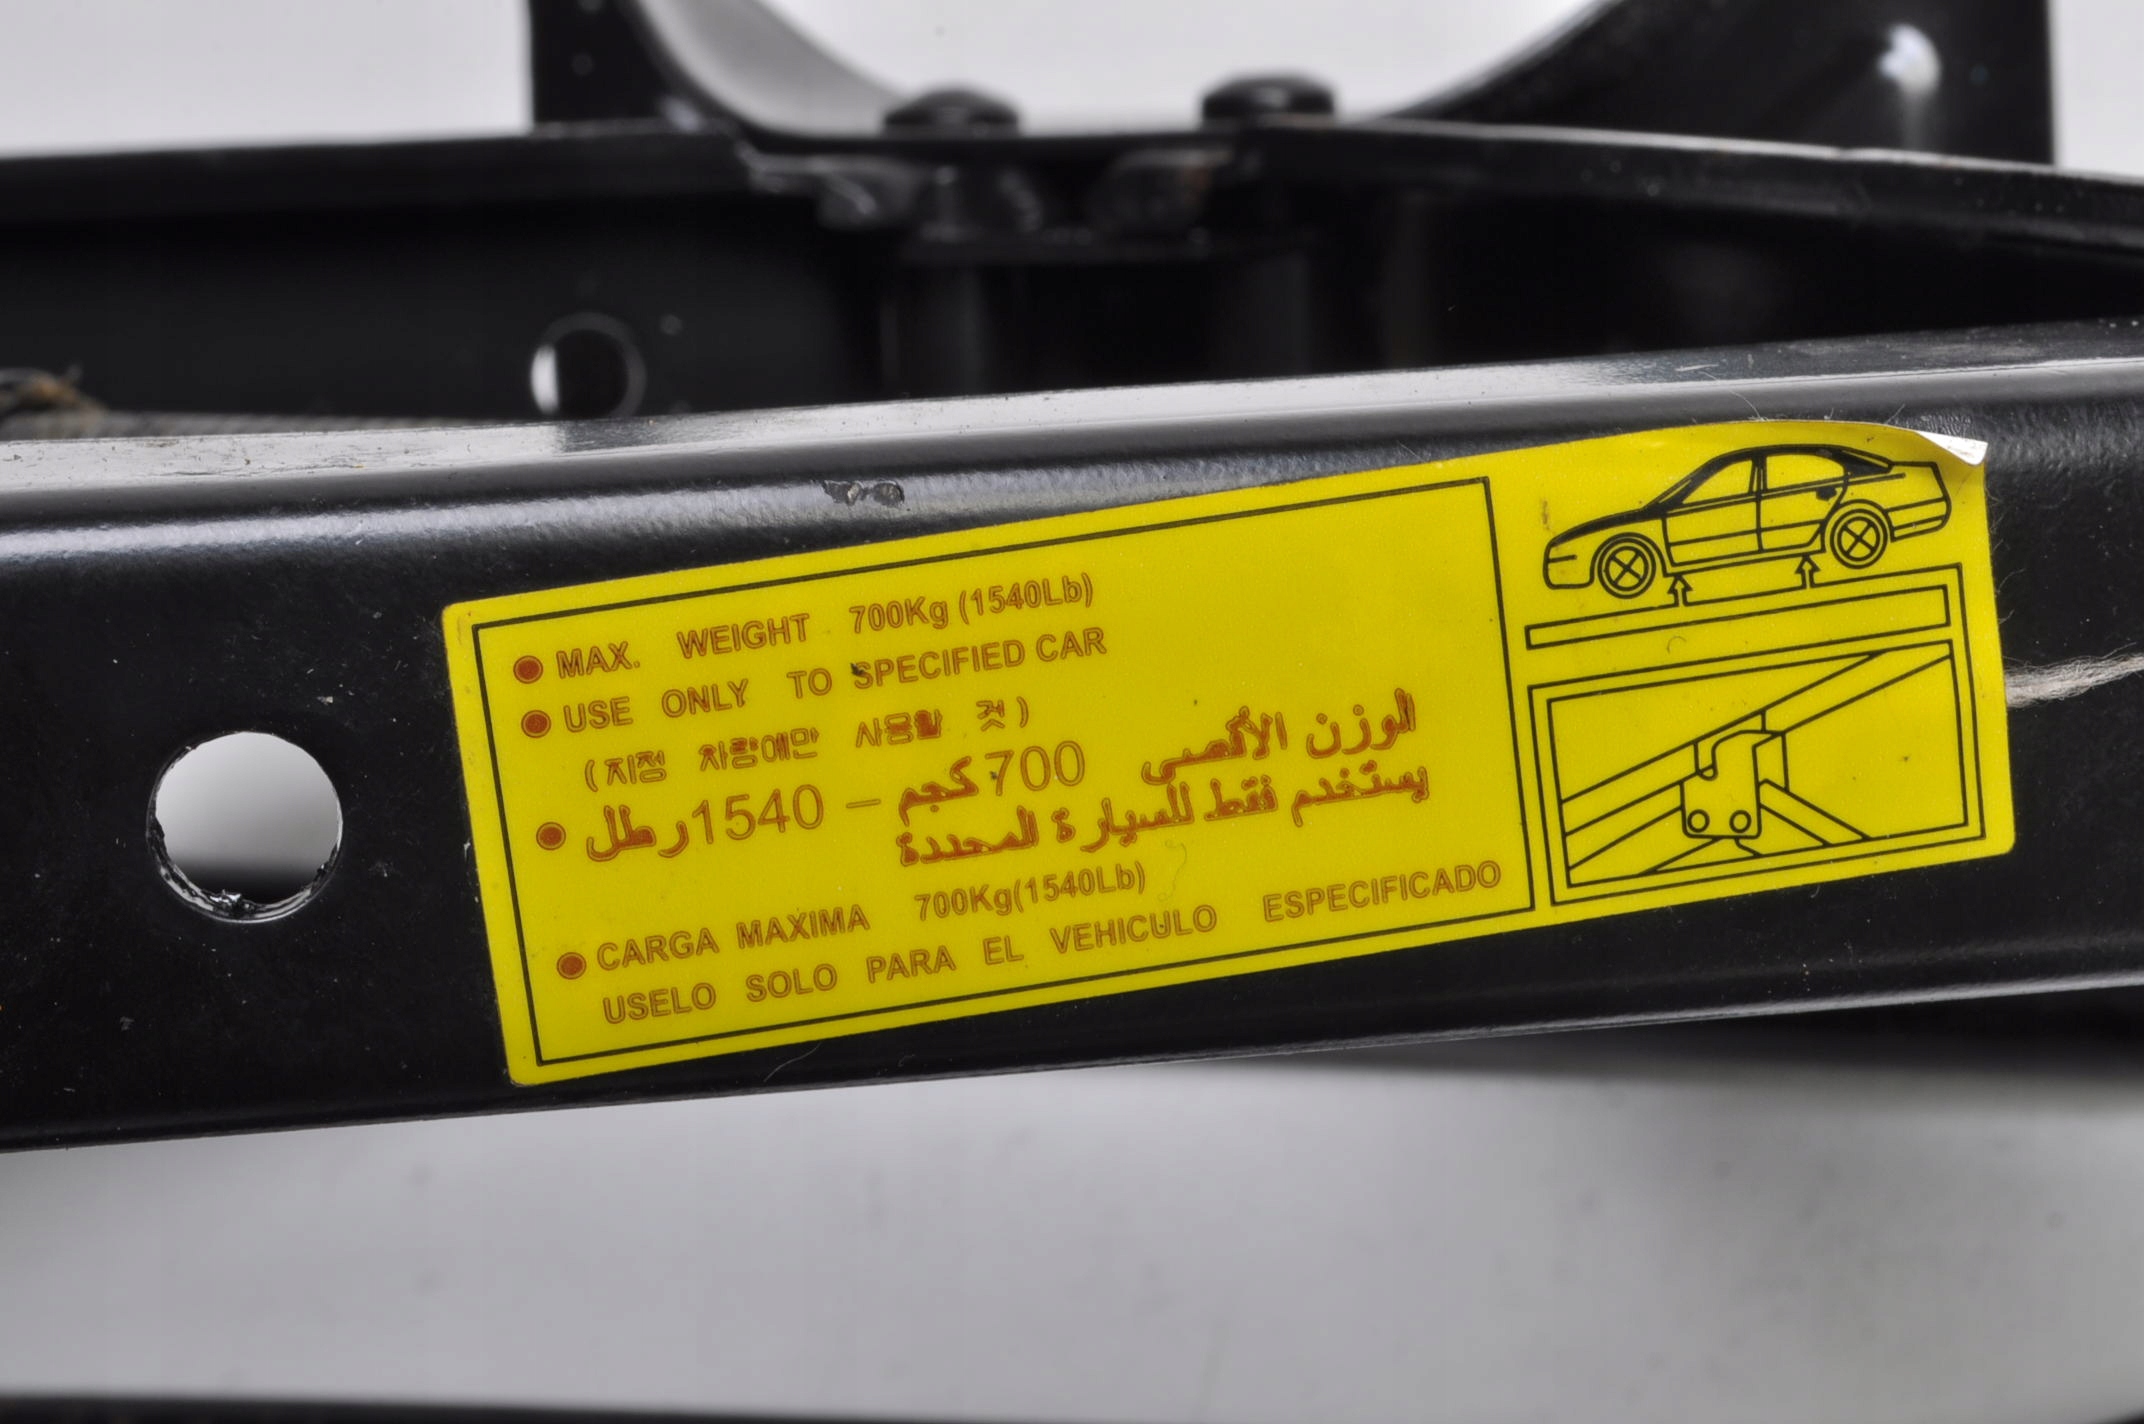 MAX. WEIGHT 700Kg (1540Lb)
USE ONLY TO SPECIFIED CAR
(지정 차량에만 사용할 것)
الوزن الأقصى 700 كجم - 1540 رطل
يستخدم فقط للسيارة المحددة
CARGA MAXIMA 700Kg(1540Lb)
USELO SOLO PARA EL VEHICULO ESPECIFICADO